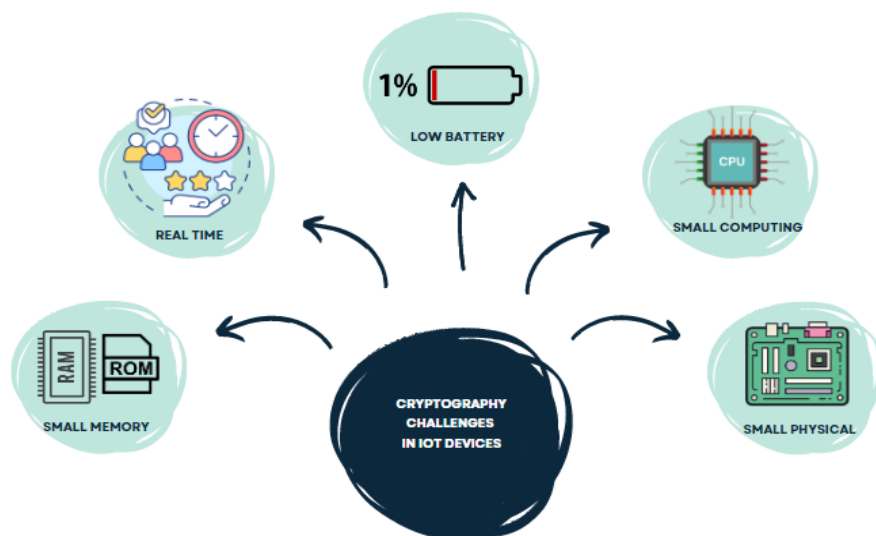 1%
LOW BATTERY
REAL TIME
CPU
SMALL COMPUTING
RAM
ROM
SMALL MEMORY
CRYPTOGRAPHY
CHALLENGES
IN IOT DEVICES
SMALL PHYSICAL